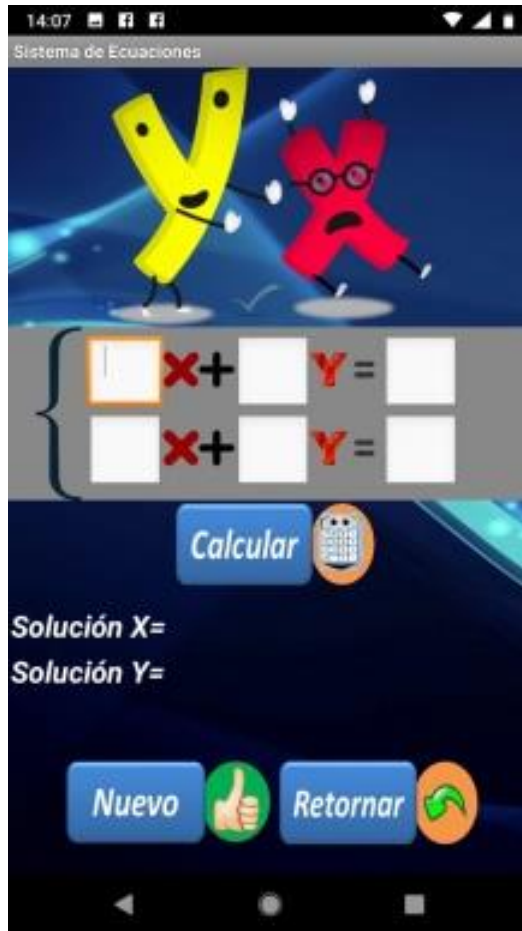 14:07
Sistema de Ecuaciones
X+ Y =
X+ Y =
Calcular
Solución X=
Solución Y=
Nuevo Retornar